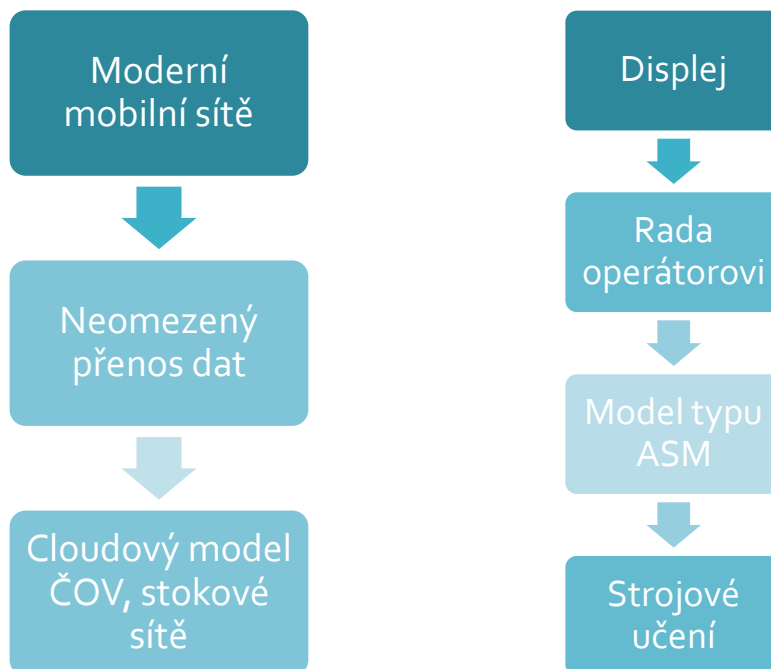 Moderní
mobilní sítě
Neomezený
přenos dat
Cloudový model
ČOV, stokové
sítě
Displej
Rada
operátorovi
Model typu
ASM
Strojové
učení